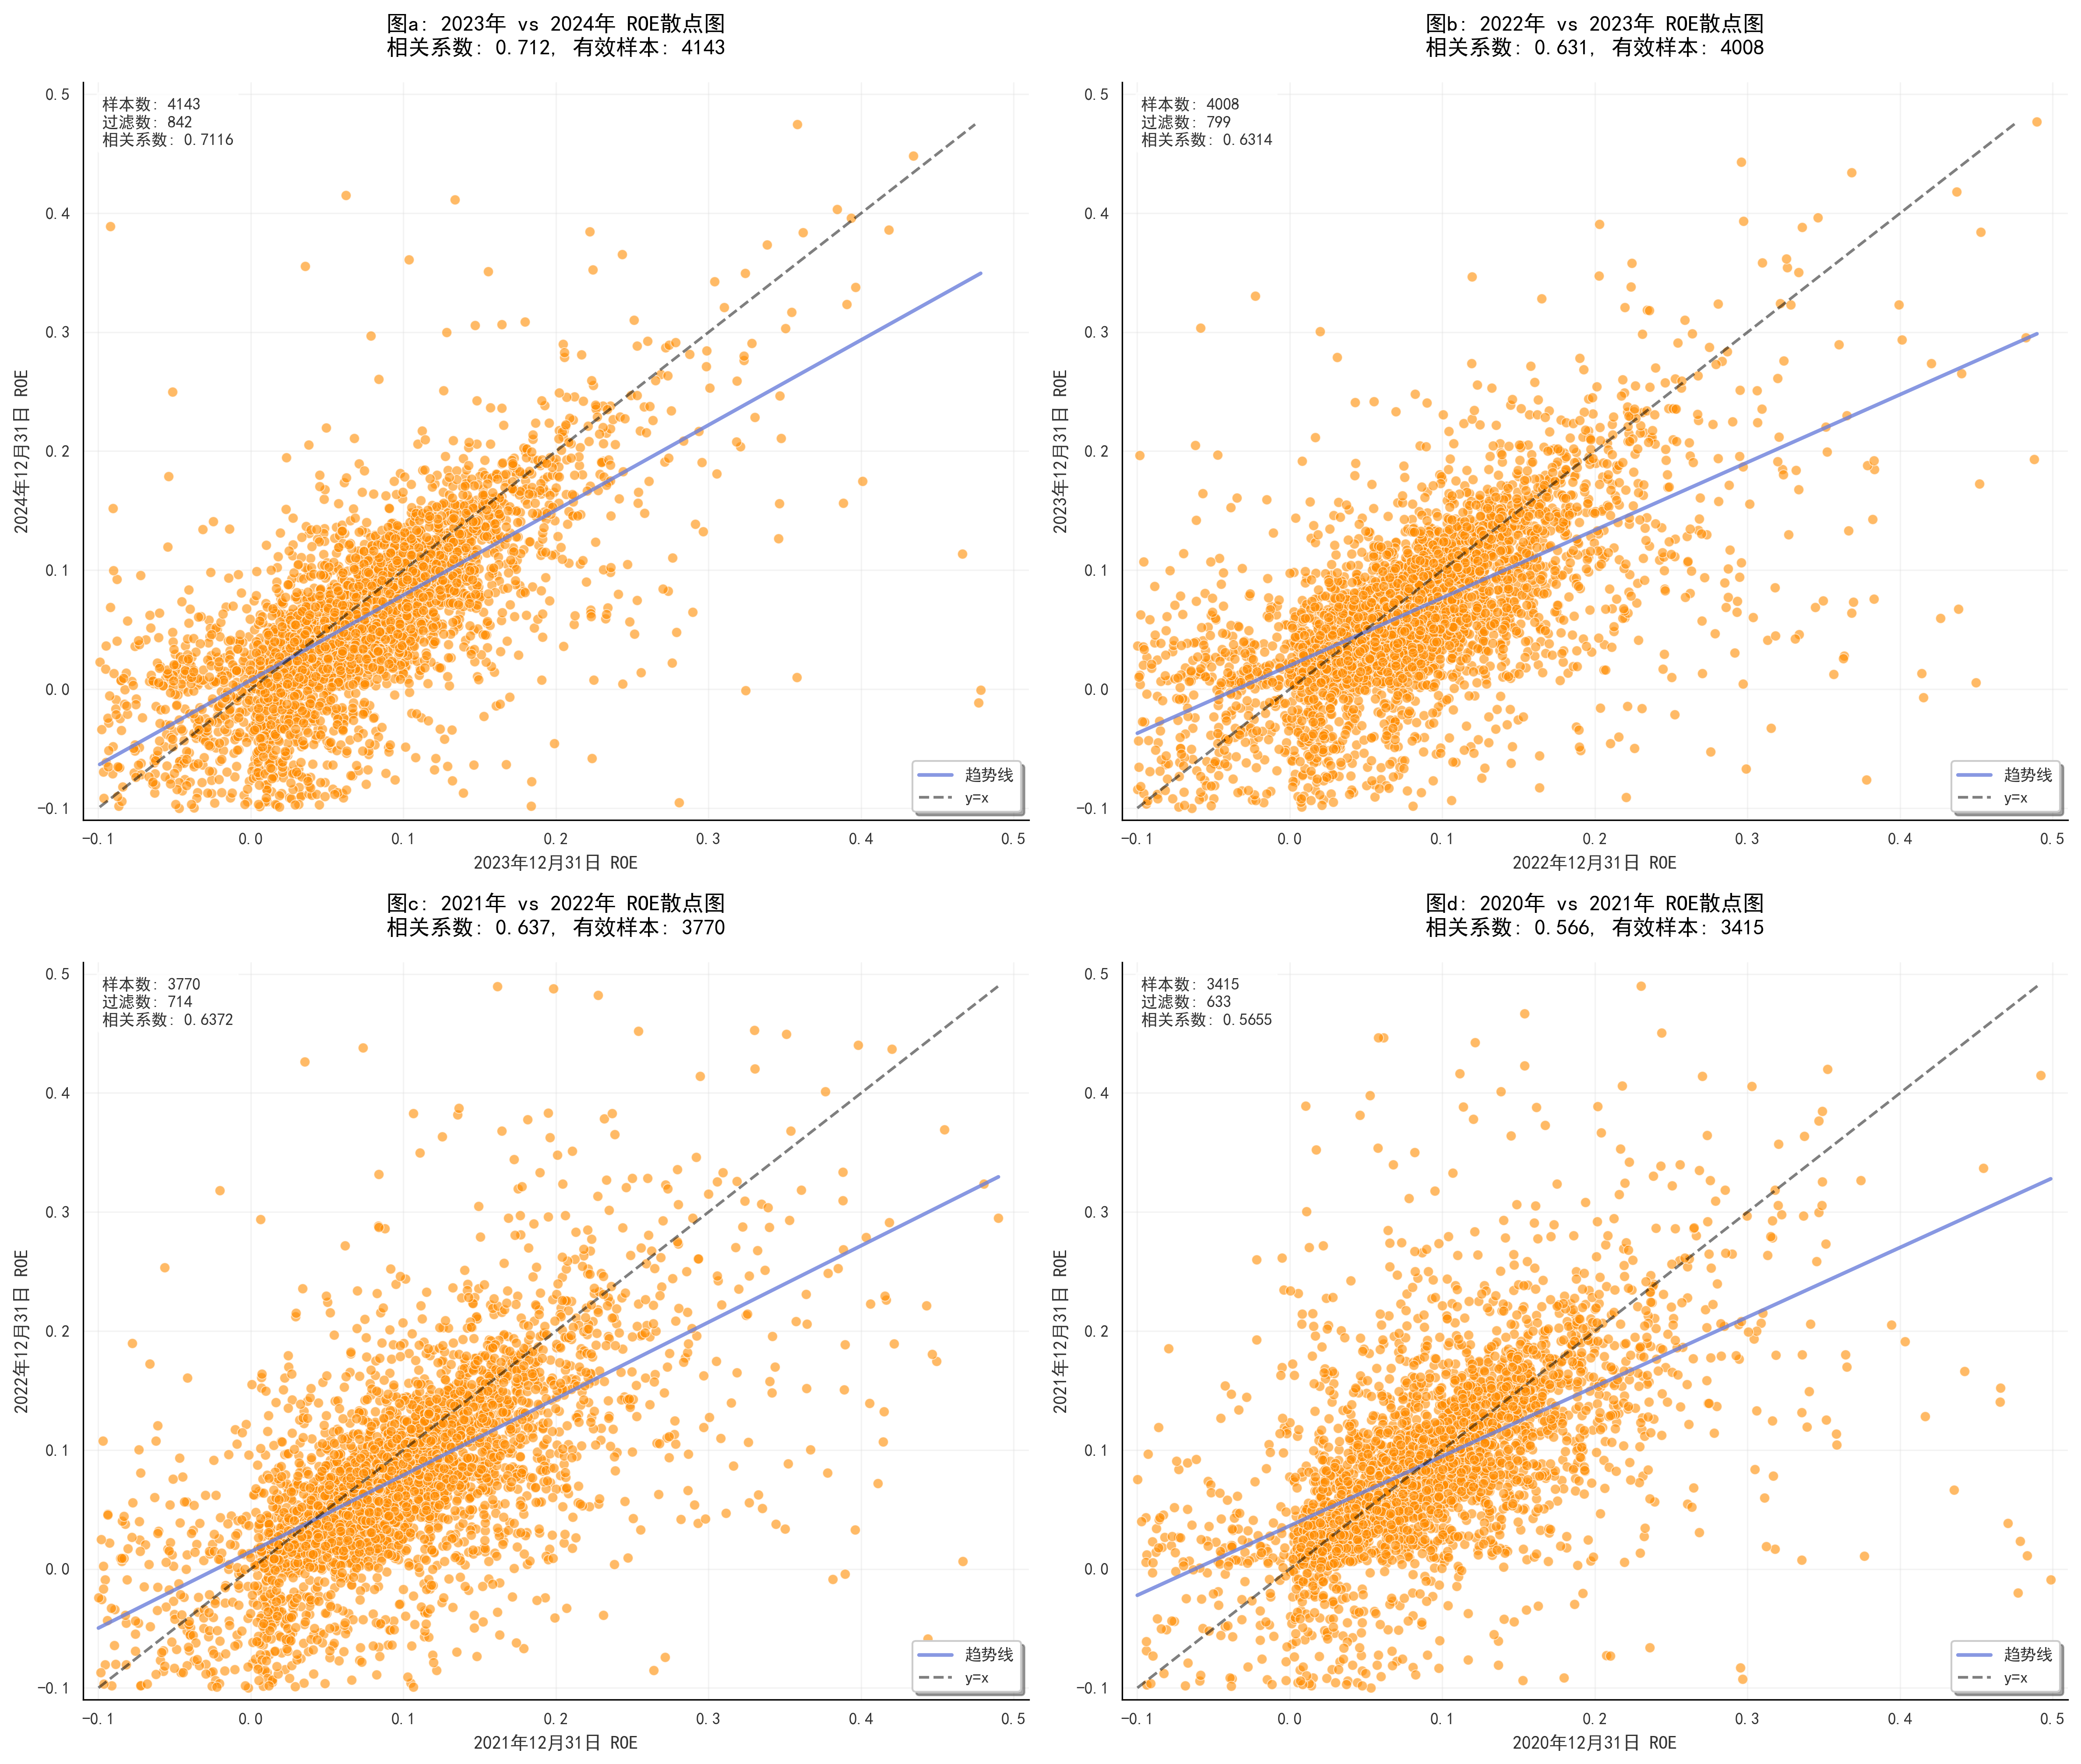 图a: 2023年 vs 2024年 ROE散点图
相关系数: 0.712, 有效样本: 4143
样本数: 4143
过滤数: 842
相关系数: 0.7116
0.5
0.4
0.3
0.2
0.1
0.0
-0.1
2024年12月31日 ROE
趋势线
y=x
-0.1
0.0
0.1
0.2
0.3
0.4
0.5
2023年12月31日 ROE
图b: 2022年 vs 2023年 ROE散点图
相关系数: 0.631, 有效样本: 4008
样本数: 4008
过滤数: 799
相关系数: 0.6314
0.5
0.4
0.3
0.2
0.1
0.0
-0.1
2023年12月31日 ROE
趋势线
y=x
-0.1
0.0
0.1
0.2
0.3
0.4
0.5
2022年12月31日 ROE
图c: 2021年 vs 2022年 ROE散点图
相关系数: 0.637, 有效样本: 3770
样本数: 3770
过滤数: 714
相关系数: 0.6372
0.5
0.4
0.3
0.2
0.1
0.0
-0.1
2022年12月31日 ROE
趋势线
y=x
-0.1
0.0
0.1
0.2
0.3
0.4
0.5
2021年12月31日 ROE
图d: 2020年 vs 2021年 ROE散点图
相关系数: 0.566, 有效样本: 3415
样本数: 3415
过滤数: 633
相关系数: 0.5655
0.5
0.4
0.3
0.2
0.1
0.0
-0.1
2021年12月31日 ROE
趋势线
y=x
-0.1
0.0
0.1
0.2
0.3
0.4
0.5
2020年12月31日 ROE